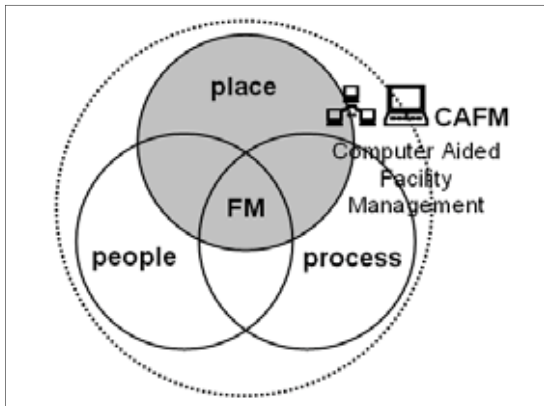 place
CAFM
Computer Aided
Facility
Management
FM
people
process